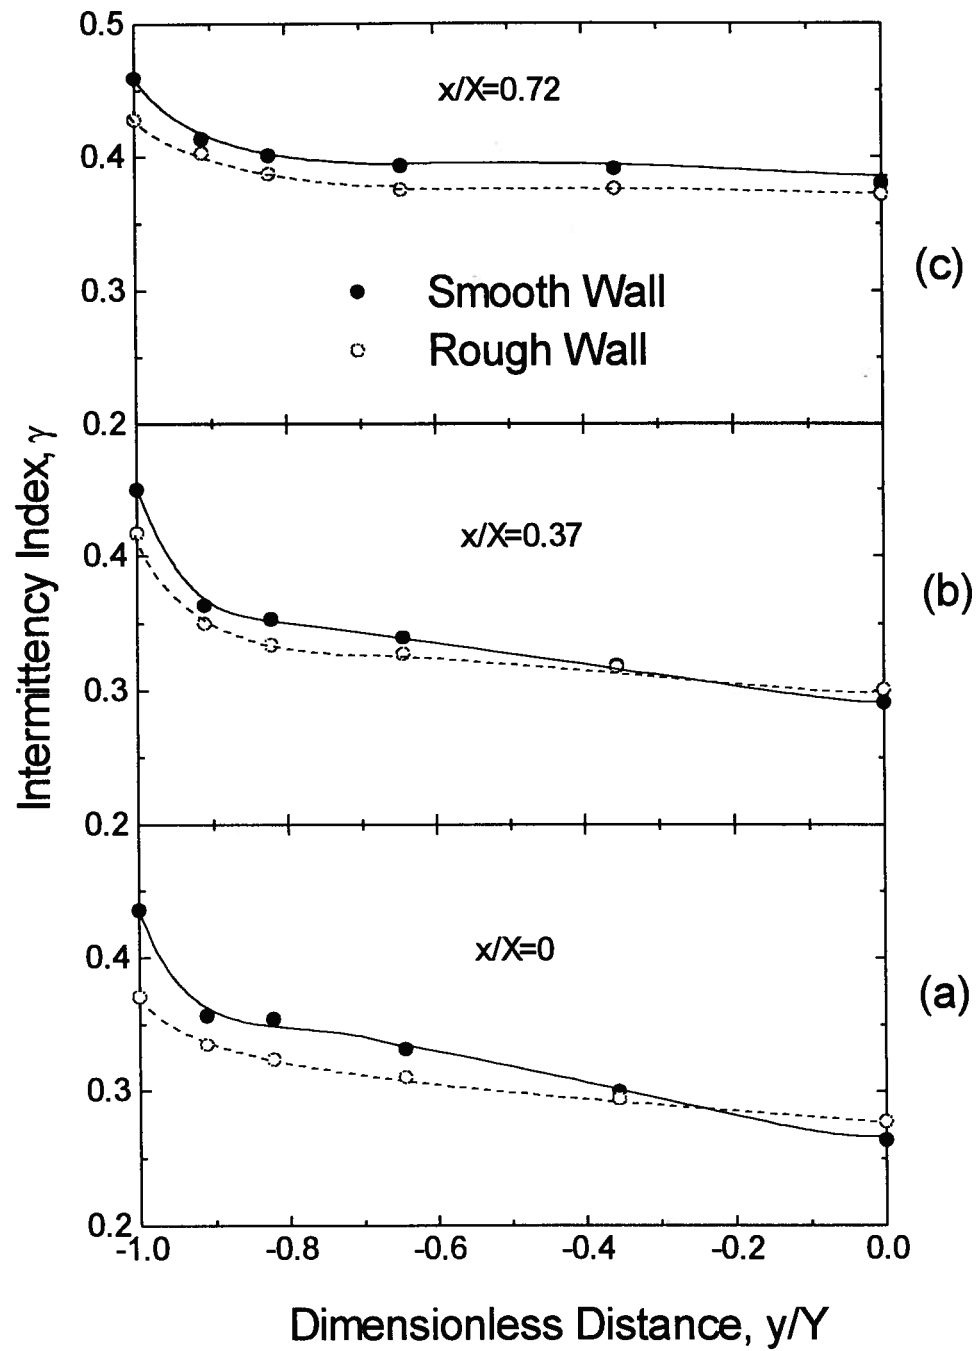 0.5
x/X=0.72
0.4
(c)
0.3
Smooth Wall
Rough Wall
0.2
Intermittency Index, γ
x/X=0.37
0.4
(b)
0.3
0.2
x/X=0
0.4
(a)
0.3
0.2
-1.0 -0.8 -0.6 -0.4 -0.2 0.0
Dimensionless Distance, y/Y